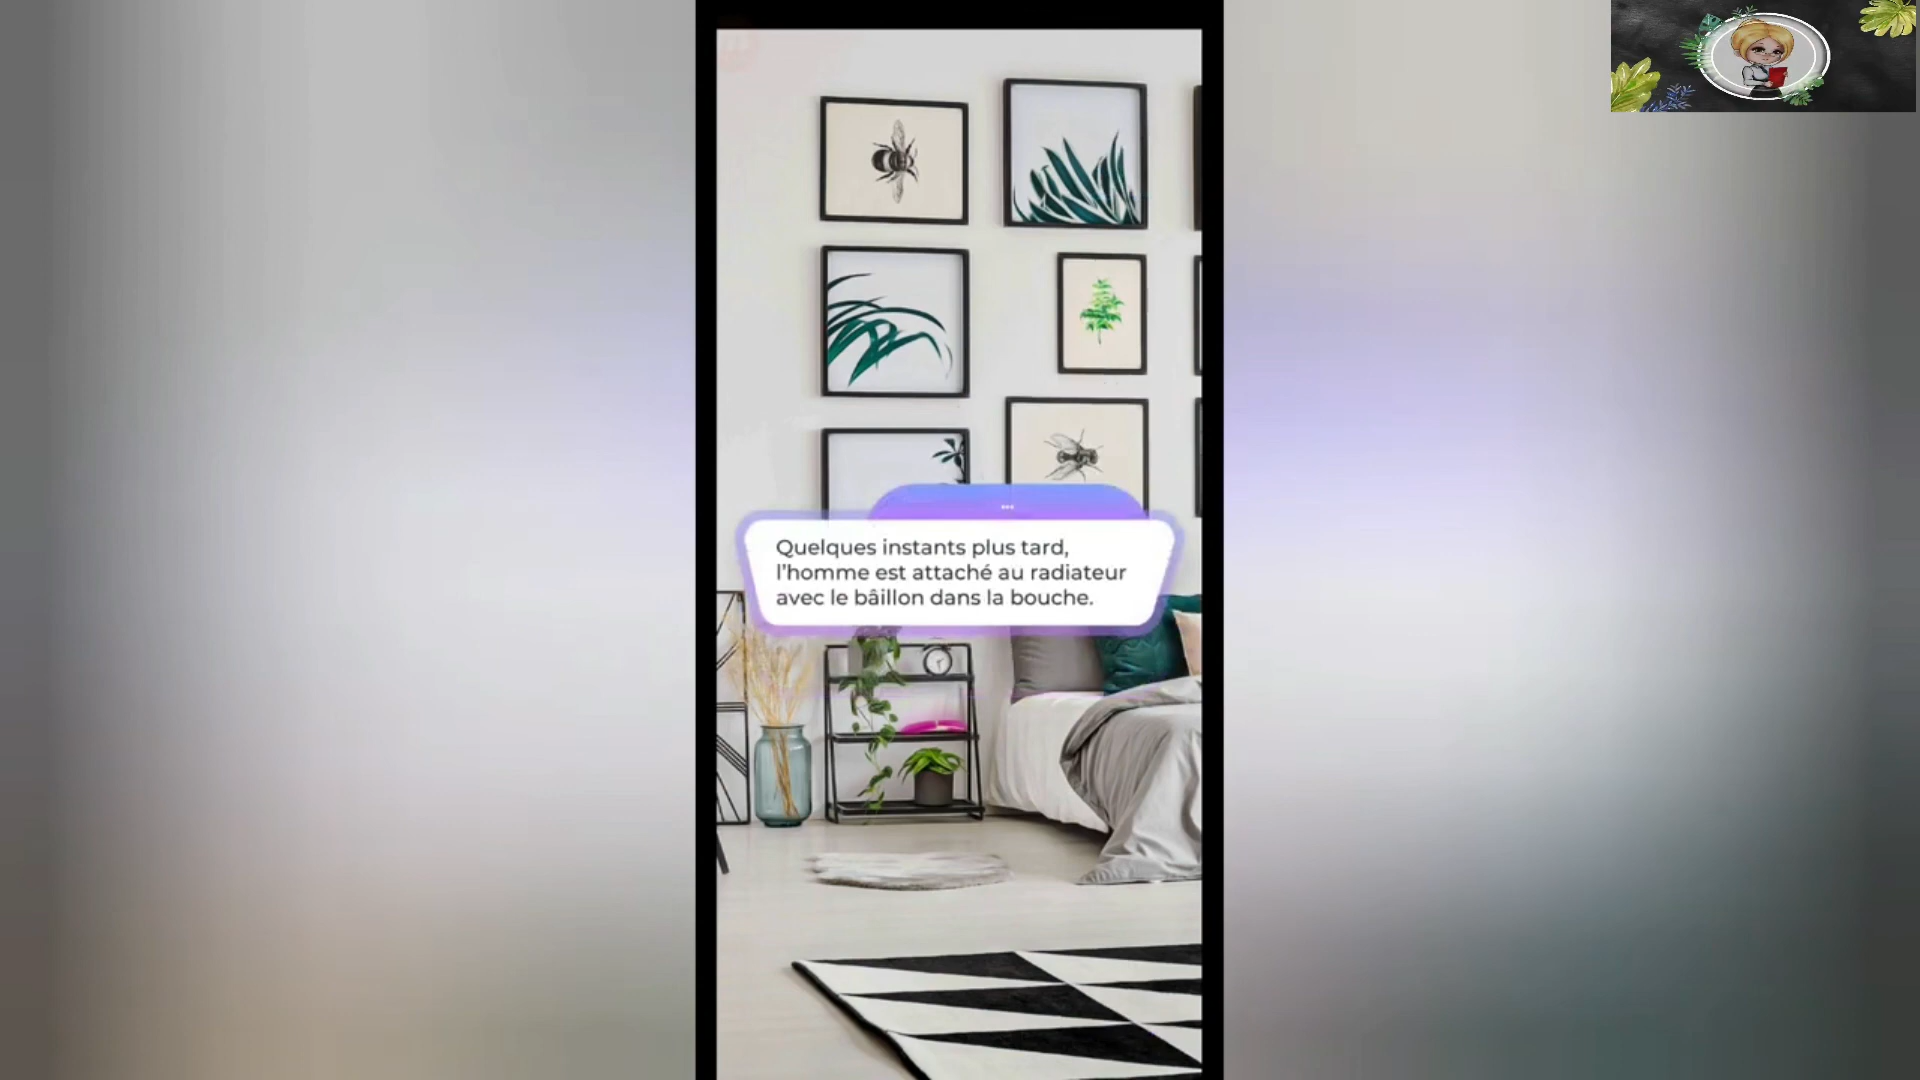 ...
Quelques instants plus tard,
l'homme est attaché au radiateur
avec le bâillon dans la bouche.